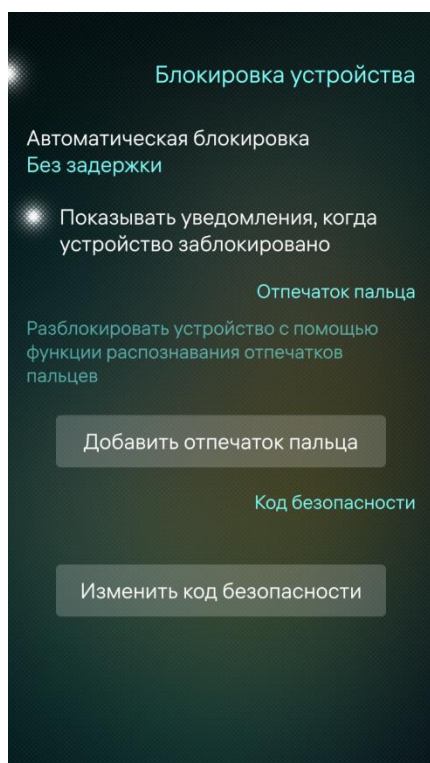 Блокировка устройства
Автоматическая блокировка
Без задержки
Показывать уведомления, когда
устройство заблокировано
Отпечаток пальца
Разблокировать устройство с помощью
функции распознавания отпечатков
пальцев
Добавить отпечаток пальца
Код безопасности
Изменить код безопасности